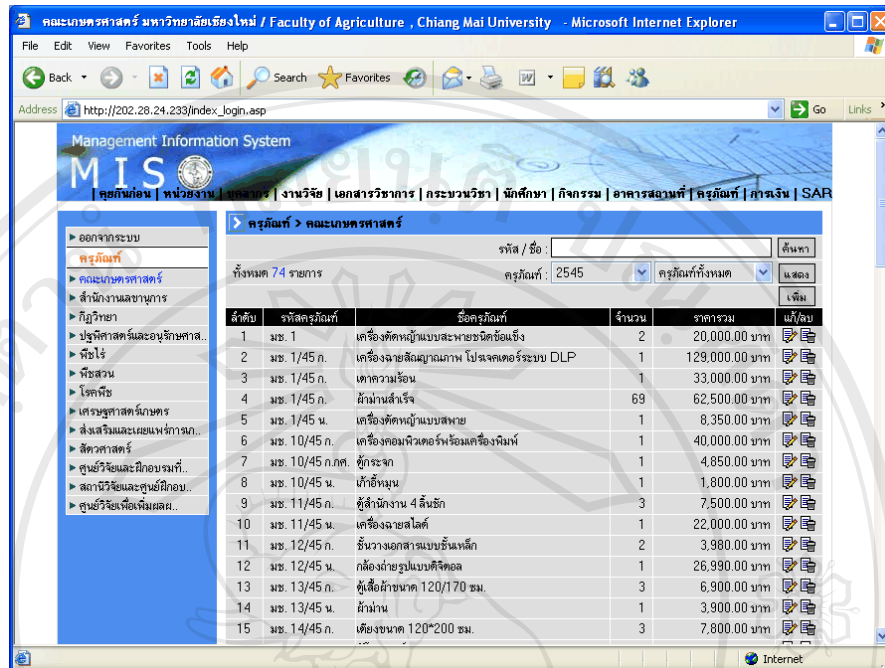 คณะเกษตรศาสตร์ มหาวิทยาลัยเชียงใหม่ / Faculty of Agriculture , Chiang Mai University - Microsoft Internet Explorer
File Edit View Favorites Tools Help
Back Search Favorites
Address http://202.28.24.233/index_login.asp Go Links
Management Information System
MIS
| คุยกันก่อน | หน่วยงาน | บุคลากร | งานวิจัย | เอกสารวิชาการ | กระบวนวิชา | นักศึกษา | กิจกรรม | อาคารสถานที่ | ครุภัณฑ์ | การเงิน | SAR
ออกจากระบบ
ครุภัณฑ์
คณะเกษตรศาสตร์
สำนักงานเลขานุการ
กีฏวิทยา
ปฐพีศาสตร์และอนุรักษศาส..
พืชไร่
พืชสวน
โรคพืช
เศรษฐศาสตร์เกษตร
ส่งเสริมและเผยแพร่การเก..
สัตวศาสตร์
ศูนย์วิจัยและฝึกอบรมที่..
สถานีวิจัยและศูนย์ฝึกอบ..
ศูนย์วิจัยเพื่อเพิ่มผลผ..
ครุภัณฑ์ > คณะเกษตรศาสตร์
รหัส / ชื่อ : ค้นหา
ทั้งหมด 74 รายการ ครุภัณฑ์ : 2545 ครุภัณฑ์ทั้งหมด แสดง
เพิ่ม
ลำดับ รหัสครุภัณฑ์ ชื่อครุภัณฑ์ จำนวน ราคารวม แก้/ลบ
1 มช. 1 เครื่องตัดหญ้าแบบสะพายชนิดข้อแข็ง 2 20,000.00 บาท
2 มช. 1/45 ก. เครื่องฉายสัญญาณภาพ โปรเจคเตอร์ระบบ DLP 1 129,000.00 บาท
3 มช. 1/45 ก. เตาความร้อน 1 33,000.00 บาท
4 มช. 1/45 ก. ผ้าม่านสำเร็จ 69 62,500.00 บาท
5 มช. 1/45 น. เครื่องตัดหญ้าแบบสพาย 1 8,350.00 บาท
6 มช. 10/45 ก. เครื่องคอมพิวเตอร์พร้อมเครื่องพิมพ์ 1 40,000.00 บาท
7 มช. 10/45 ก.กศ. ตู้กระจก 1 4,850.00 บาท
8 มช. 10/45 น. เก้าอี้หมุน 1 1,800.00 บาท
9 มช. 11/45 ก. ตู้สำนักงาน 4 ลิ้นชัก 3 7,500.00 บาท
10 มช. 11/45 น. เครื่องฉายสไลด์ 1 22,000.00 บาท
11 มช. 12/45 ก. ชั้นวางเอกสารแบบชั้นเหล็ก 2 3,980.00 บาท
12 มช. 12/45 น. กล้องถ่ายรูปแบบดิจิตอล 1 26,990.00 บาท
13 มช. 13/45 ก. ตู้เสื้อผ้าขนาด 120/170 ซม. 3 6,900.00 บาท
14 มช. 13/45 น. ผ้าม่าน 1 3,900.00 บาท
15 มช. 14/45 ก. เตียงขนาด 120*200 ซม. 3 7,800.00 บาท
Internet